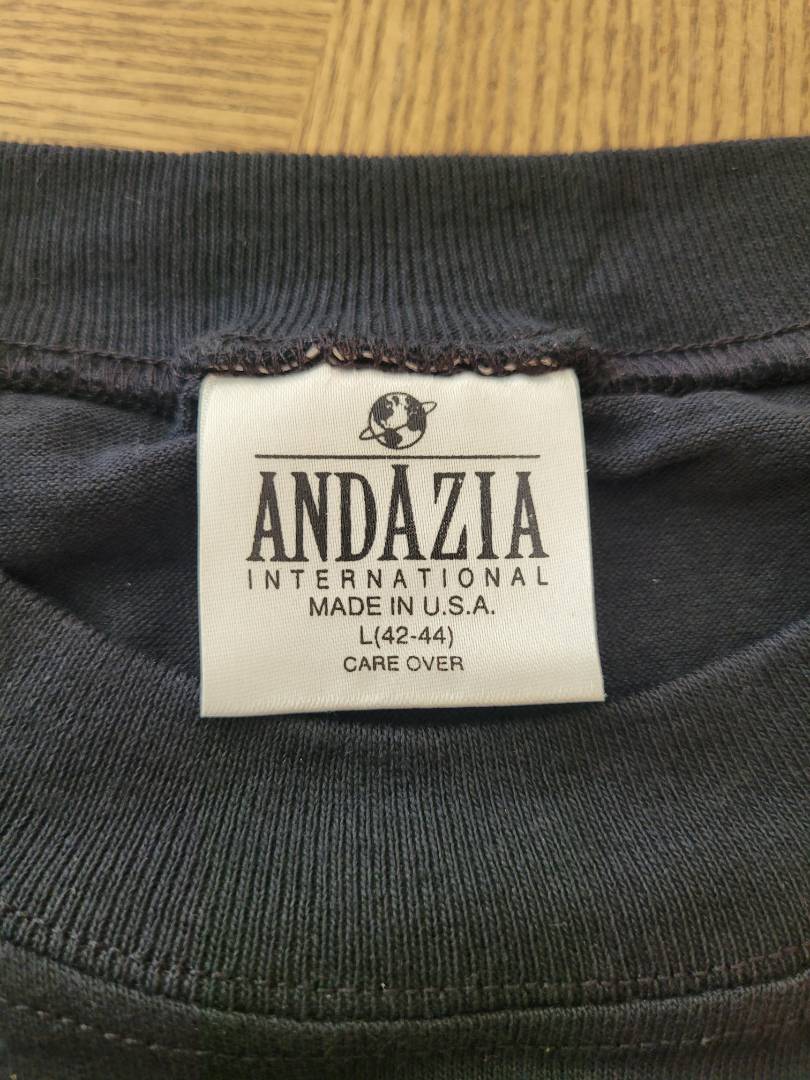 ANDAZIA
INTERNATIONAL
MADE IN U.S.A.
L(42-44)
CARE OVER